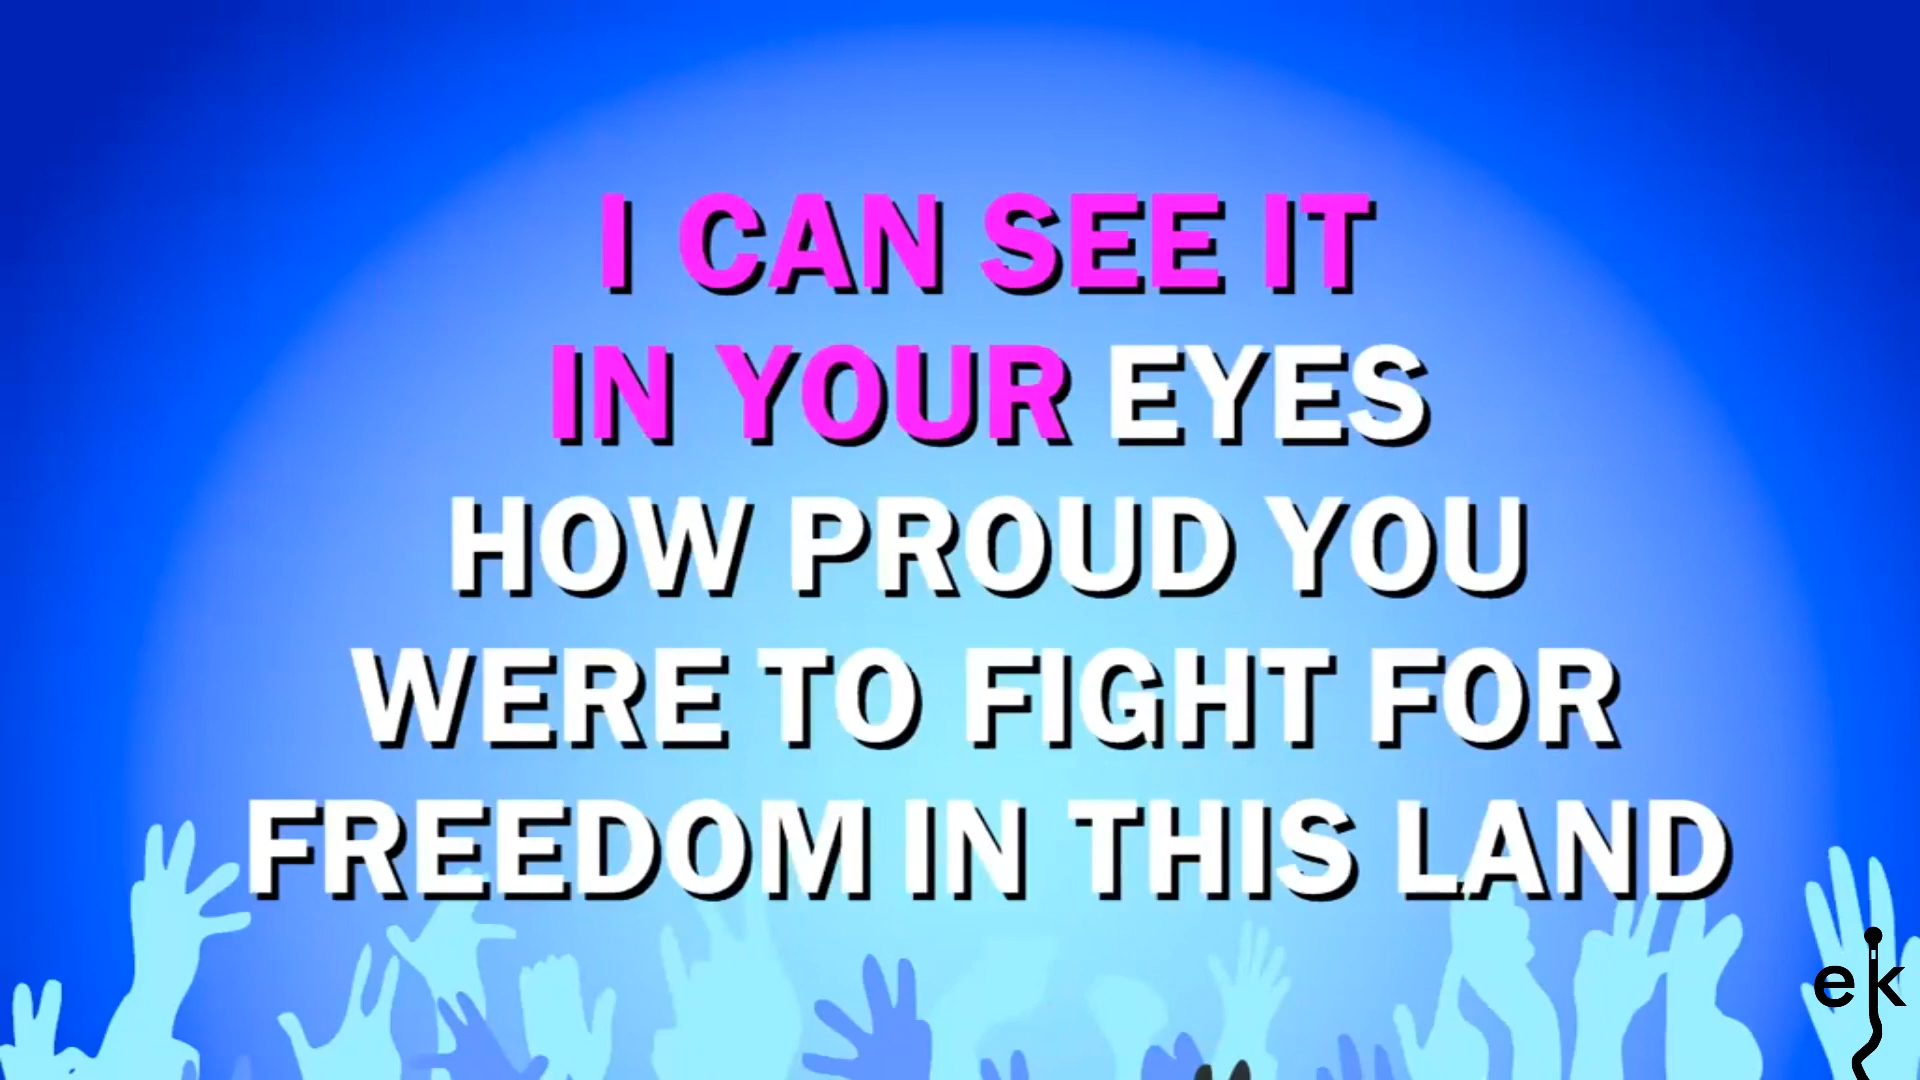 I CAN SEE IT
IN YOUR EYES
HOW PROUD YOU
WERE TO FIGHT FOR
FREEDOM IN THIS LAND
ek